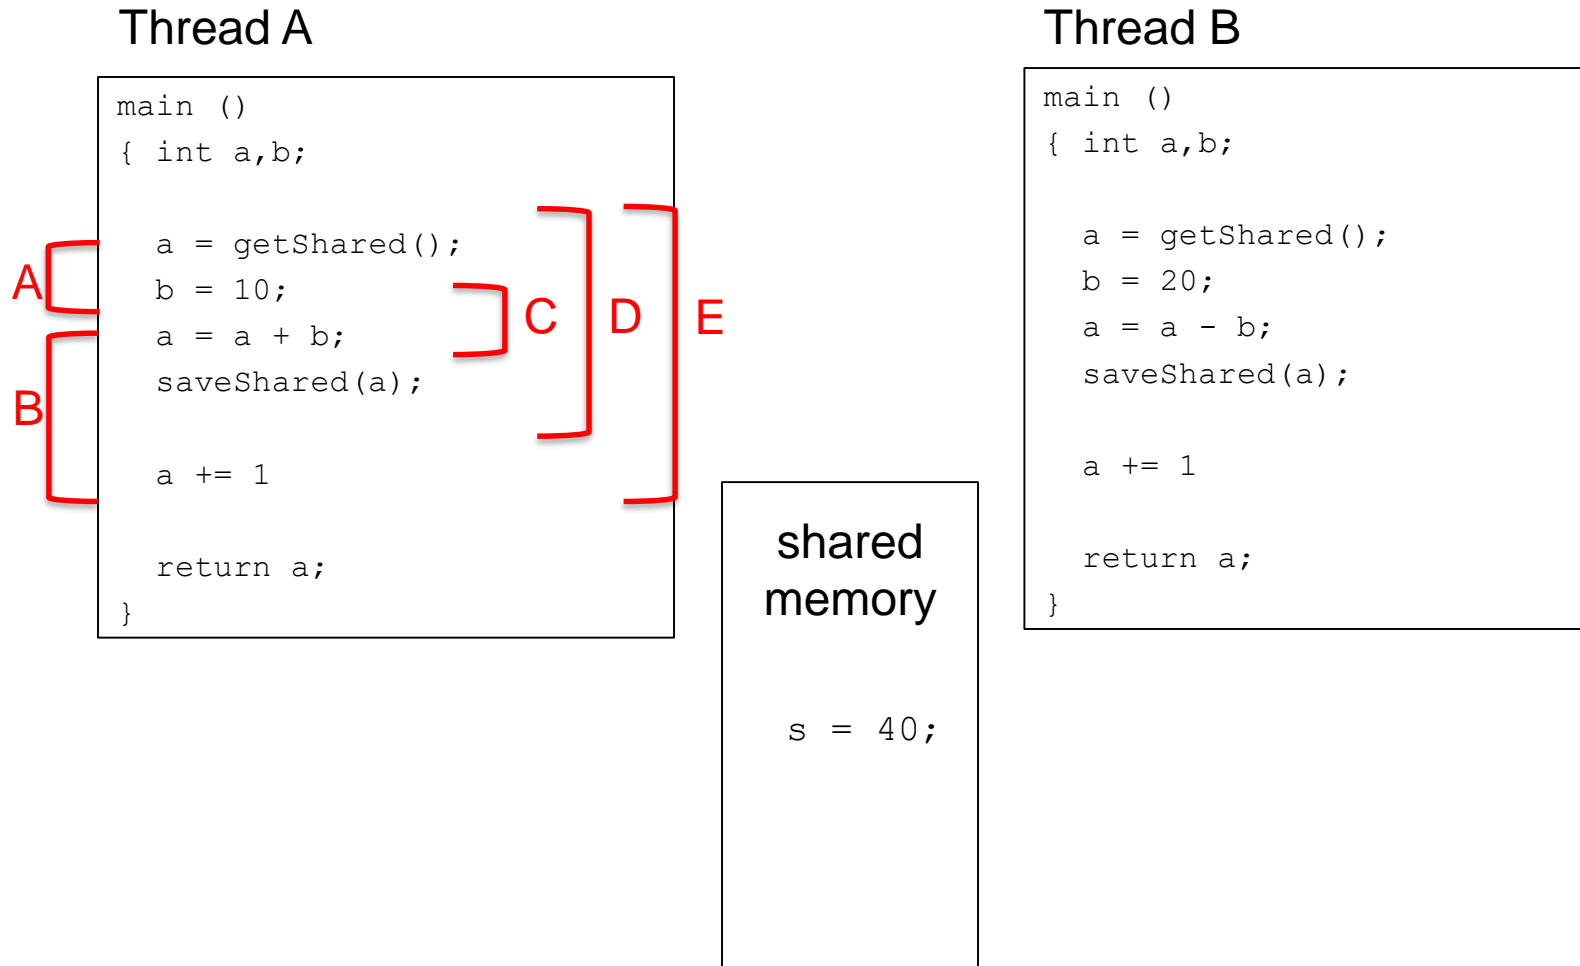 Thread A
main ()
{ int a,b;
a = getShared();
b = 10;
a = a + b;
saveShared(a);
a += 1
return a;
}
A
B
C
D
E
shared
memory
s = 40;
Thread B
main ()
{ int a,b;
a = getShared();
b = 20;
a = a - b;
saveShared(a);
a += 1
return a;
}